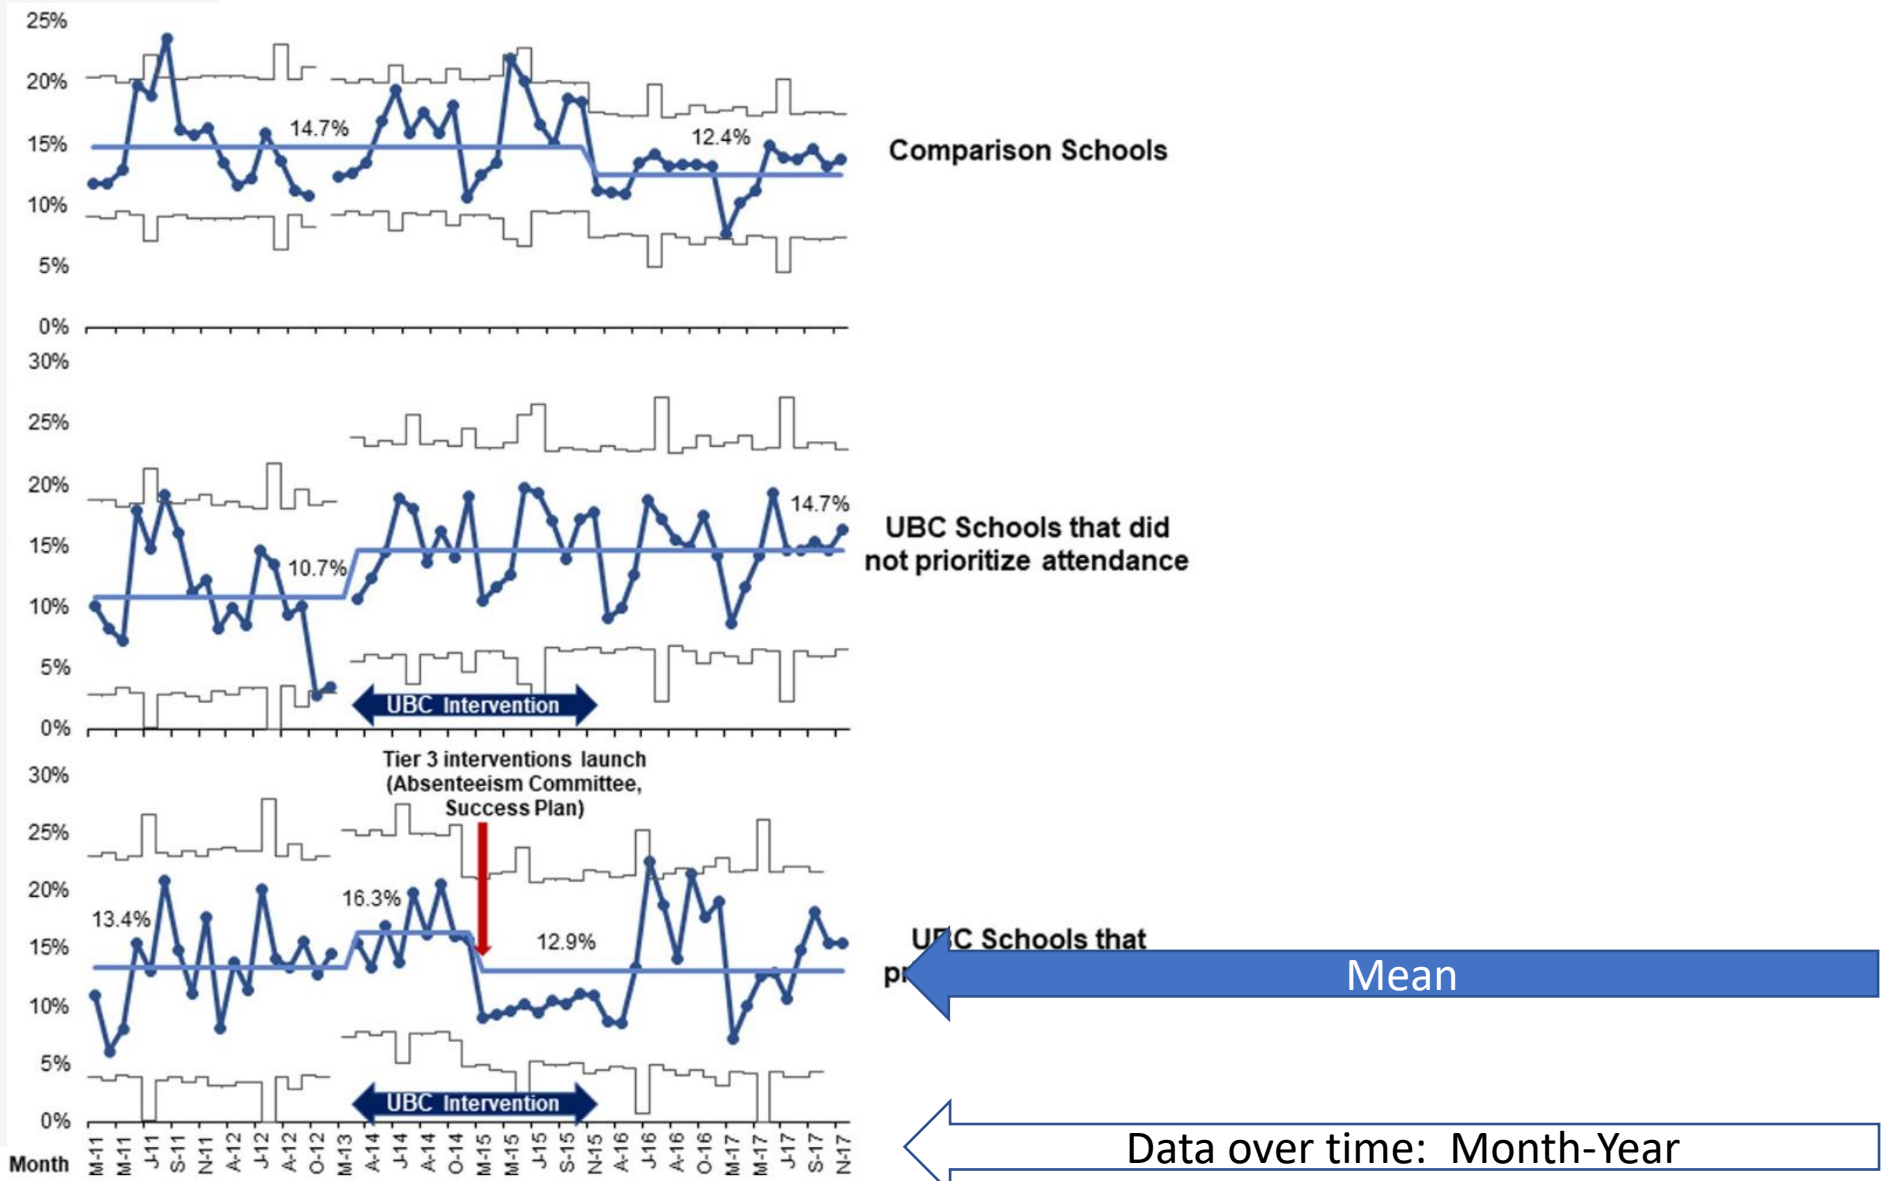 25%
20%
15%
10%
5%
0%
14.7%
12.4%
Comparison Schools
30%
25%
20%
15%
10%
5%
0%
10.7%
14.7%
UBC Schools that did
not prioritize attendance
UBC Intervention
Tier 3 interventions launch
(Absenteeism Committee,
Success Plan)
30%
25%
20%
15%
10%
5%
0%
13.4%
16.3%
12.9%
UBC Schools that
Mean
UBC Intervention
Month
M-11
M-11
J-11
S-11
N-11
A-12
J-12
A-12
O-12
M-13
A-14
J-14
A-14
O-14
M-15
M-15
J-15
S-15
N-15
A-16
J-16
A-16
O-16
M-17
M-17
J-17
S-17
N-17
Data over time: Month-Year